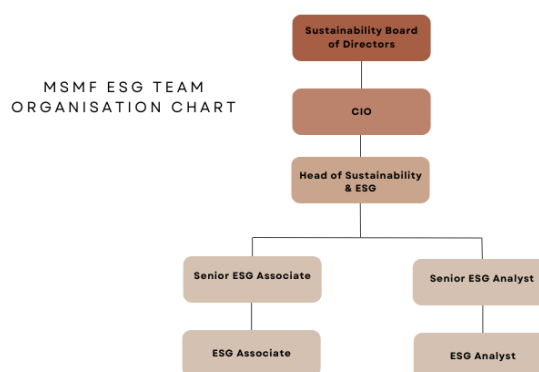 Sustainability Board
of Directors
MSMF ESG TEAM
ORGANISATION CHART
CIO
Head of Sustainability
& ESG
Senior ESG Associate
Senior ESG Analyst
ESG Associate
ESG Analyst